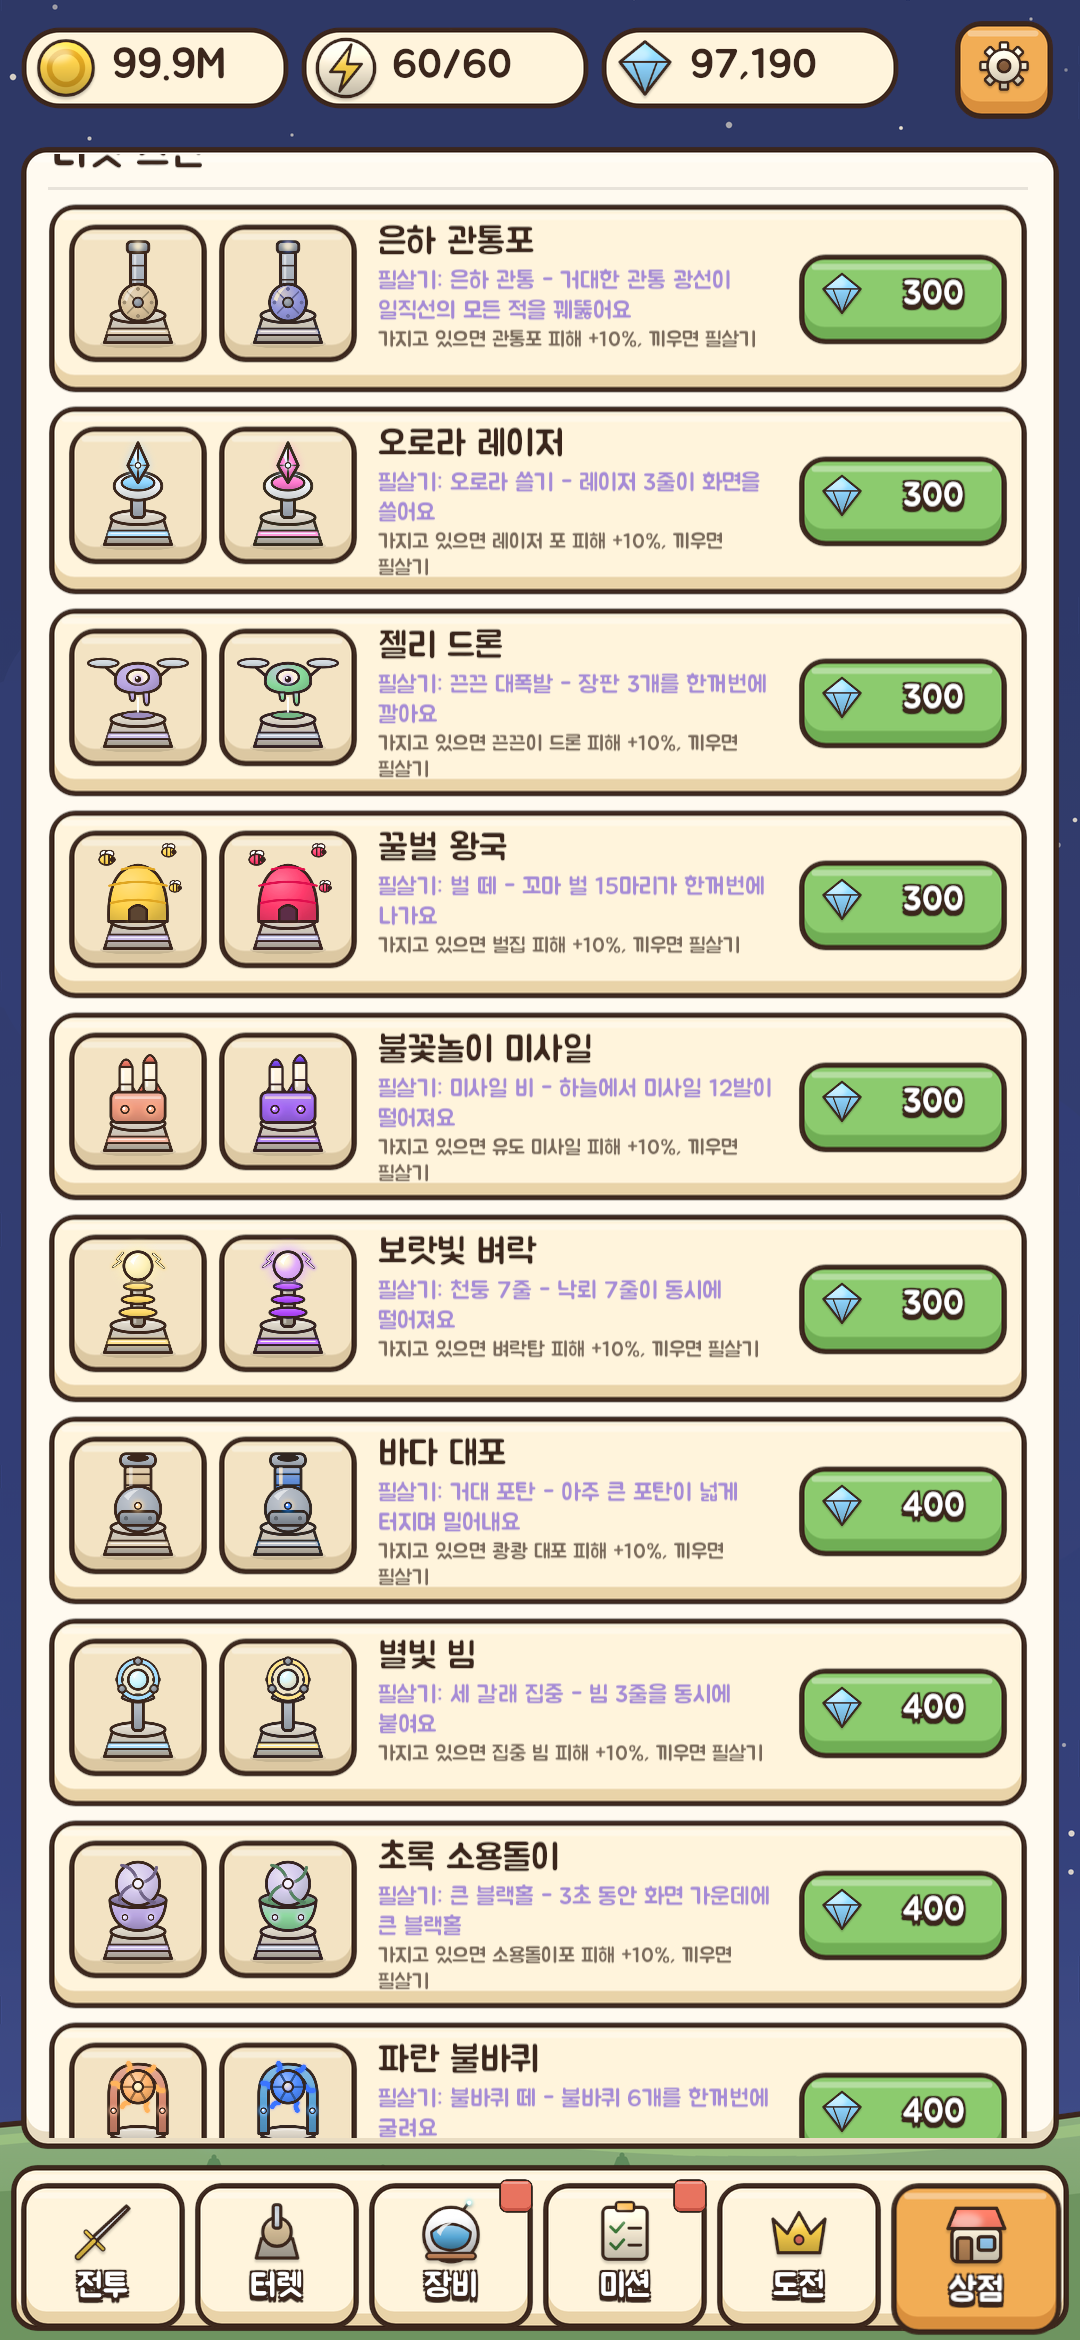 99.9M
60/60
97,190
터렛 스킨
은하 관통포
필살기: 은하 관통 - 거대한 관통 광선이
일직선의 모든 적을 꿰뚫어요
가지고 있으면 관통포 피해 +10%, 끼우면 필살기
300
오로라 레이저
필살기: 오로라 쓸기 - 레이저 3줄이 화면을
쓸어요
가지고 있으면 레이저 포 피해 +10%, 끼우면
필살기
300
젤리 드론
필살기: 끈끈 대폭발 - 장판 3개를 한꺼번에
깔아요
가지고 있으면 끈끈이 드론 피해 +10%, 끼우면
필살기
300
꿀벌 왕국
필살기: 벌 떼 - 꼬마 벌 15마리가 한꺼번에
나가요
가지고 있으면 벌집 피해 +10%, 끼우면 필살기
300
불꽃놀이 미사일
필살기: 미사일 비 - 하늘에서 미사일 12발이
떨어져요
가지고 있으면 유도 미사일 피해 +10%, 끼우면
필살기
300
보랏빛 벼락
필살기: 천둥 7줄 - 낙뢰 7줄이 동시에
떨어져요
가지고 있으면 벼락탑 피해 +10%, 끼우면 필살기
300
바다 대포
필살기: 거대 포탄 - 아주 큰 포탄이 넓게
터지며 밀어내요
가지고 있으면 쾅쾅 대포 피해 +10%, 끼우면
필살기
400
별빛 빔
필살기: 세 갈래 집중 - 빔 3줄을 동시에
붙여요
가지고 있으면 집중 빔 피해 +10%, 끼우면 필살기
400
초록 소용돌이
필살기: 큰 블랙홀 - 3초 동안 화면 가운데에
큰 블랙홀
가지고 있으면 소용돌이포 피해 +10%, 끼우면
필살기
400
파란 불바퀴
필살기: 불바퀴 떼 - 불바퀴 6개를 한꺼번에
굴려요
400
전투
터렛
장비
미션
도전
상점